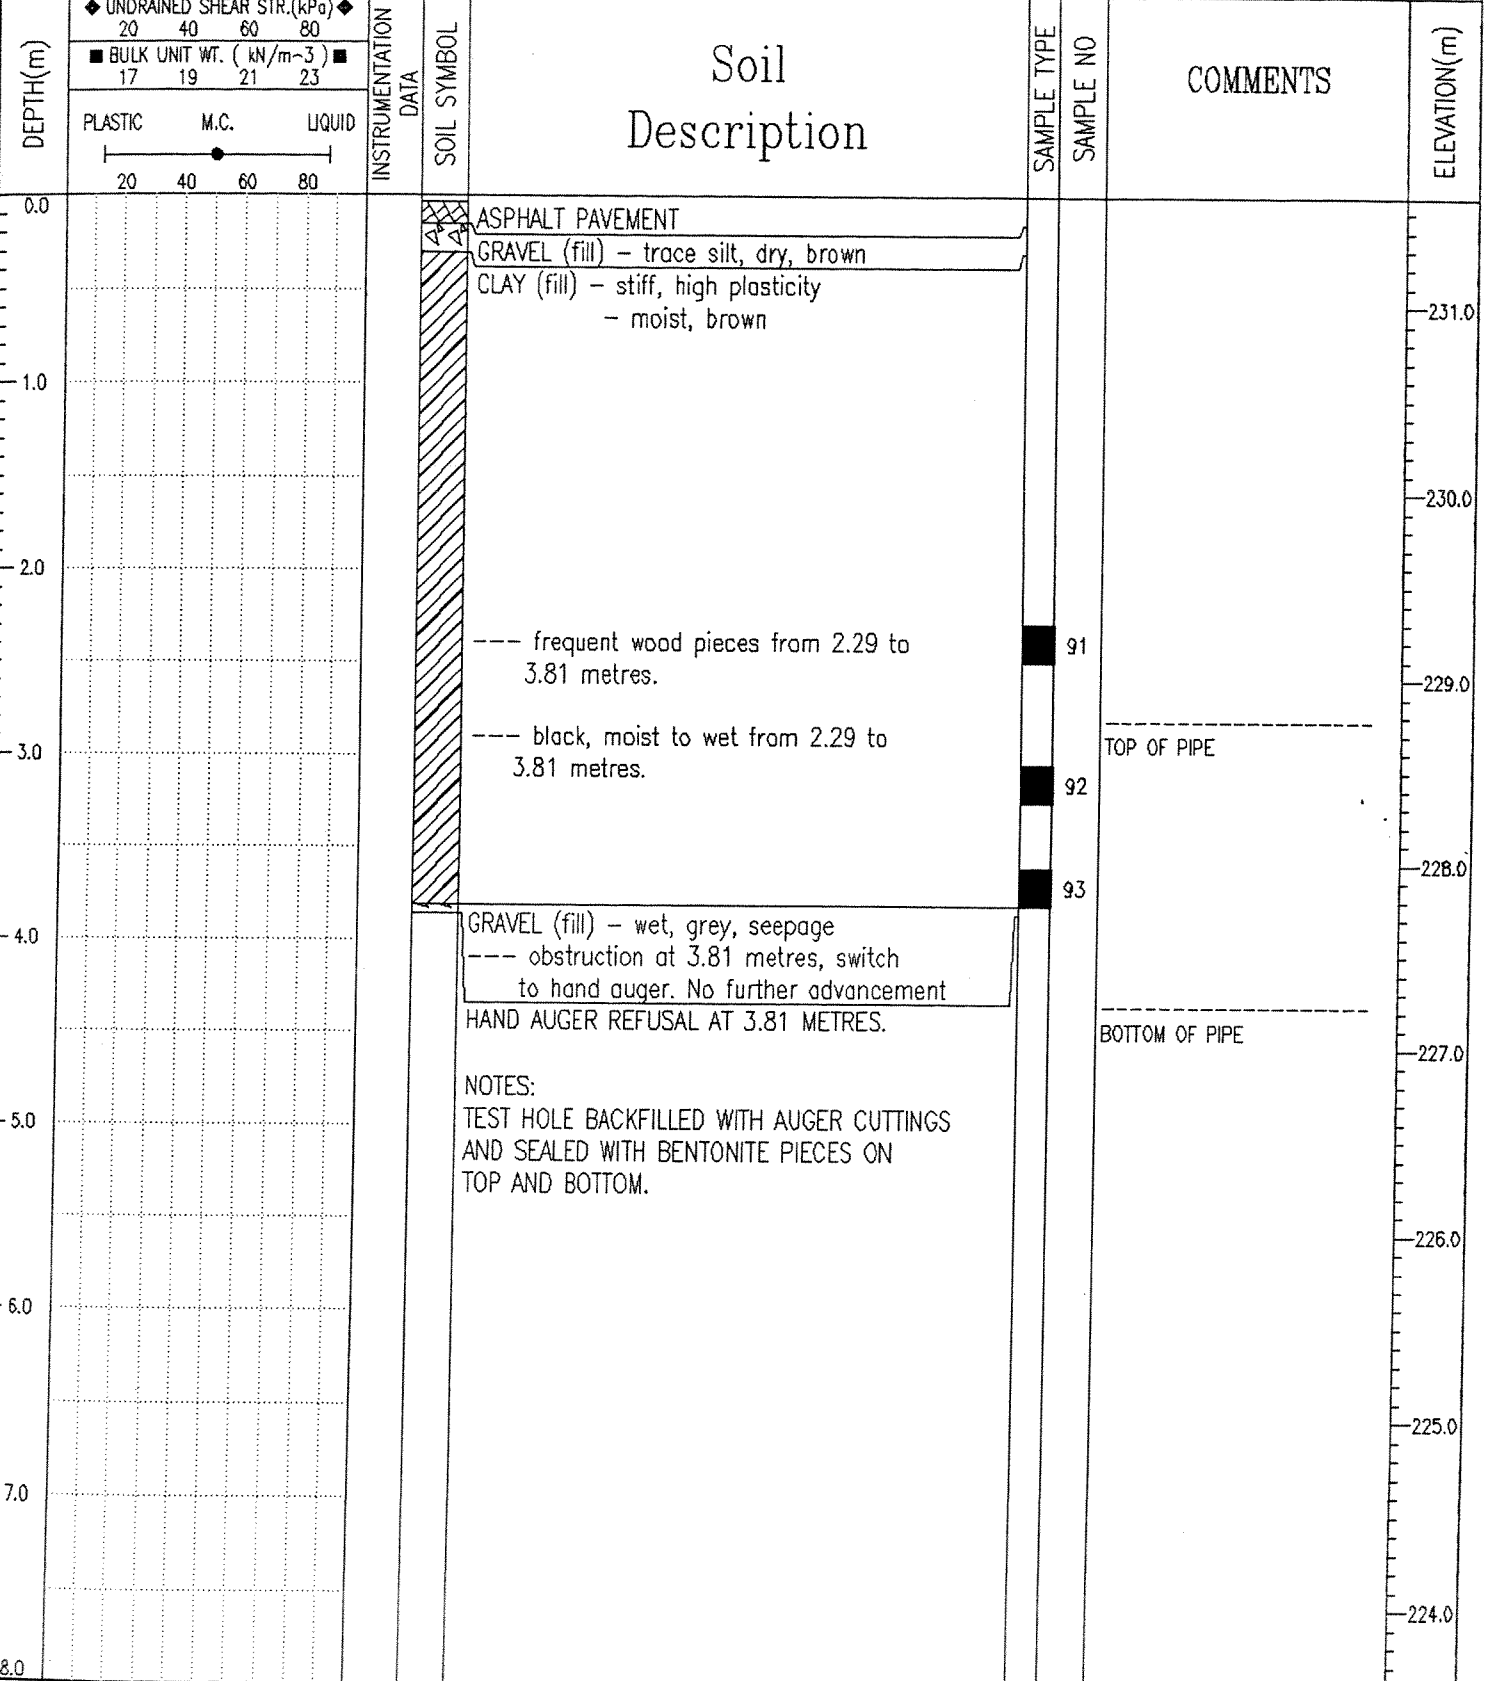 DEPTH(m)
◆ UNDRAINED SHEAR STR.(kPa) ◆
20 40 60 80
■ BULK UNIT WT. ( kN/m~3 ) ■
17 19 21 23
PLASTIC M.C. LIQUID
20 40 60 80
INSTRUMENTATION
DATA
SOIL SYMBOL
Soil
Description
SAMPLE TYPE
SAMPLE NO
COMMENTS
ELEVATION(m)
0.0
ASPHALT PAVEMENT
GRAVEL (fill) – trace silt, dry, brown
CLAY (fill) – stiff, high plasticity
– moist, brown
231.0
1.0
230.0
2.0
--- frequent wood pieces from 2.29 to
3.81 metres.
91
229.0
--- black, moist to wet from 2.29 to
3.81 metres.
TOP OF PIPE
3.0
92
228.0
93
GRAVEL (fill) – wet, grey, seepage
4.0
--- obstruction at 3.81 metres, switch
to hand auger. No further advancement
HAND AUGER REFUSAL AT 3.81 METRES.
BOTTOM OF PIPE
227.0
NOTES:
5.0
TEST HOLE BACKFILLED WITH AUGER CUTTINGS
AND SEALED WITH BENTONITE PIECES ON
TOP AND BOTTOM.
226.0
6.0
225.0
7.0
224.0
8.0